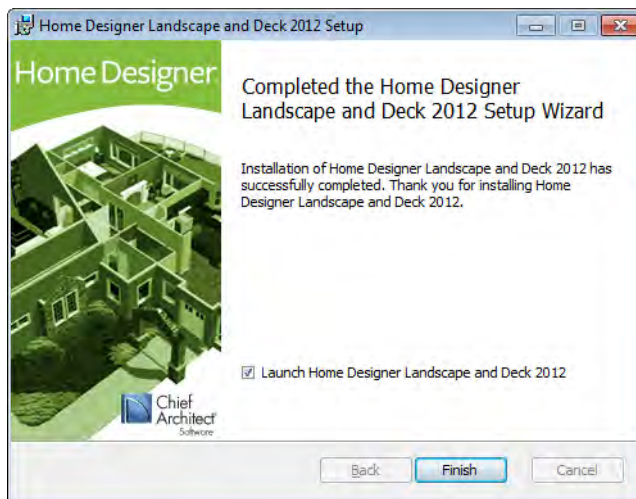 Home Designer Landscape and Deck 2012 Setup
Home Designer
Completed the Home Designer
Landscape and Deck 2012 Setup Wizard
Installation of Home Designer Landscape and Deck 2012 has
successfully completed. Thank you for installing Home
Designer Landscape and Deck 2012.
Launch Home Designer Landscape and Deck 2012
Chief
Architect
Software
Back Finish Cancel